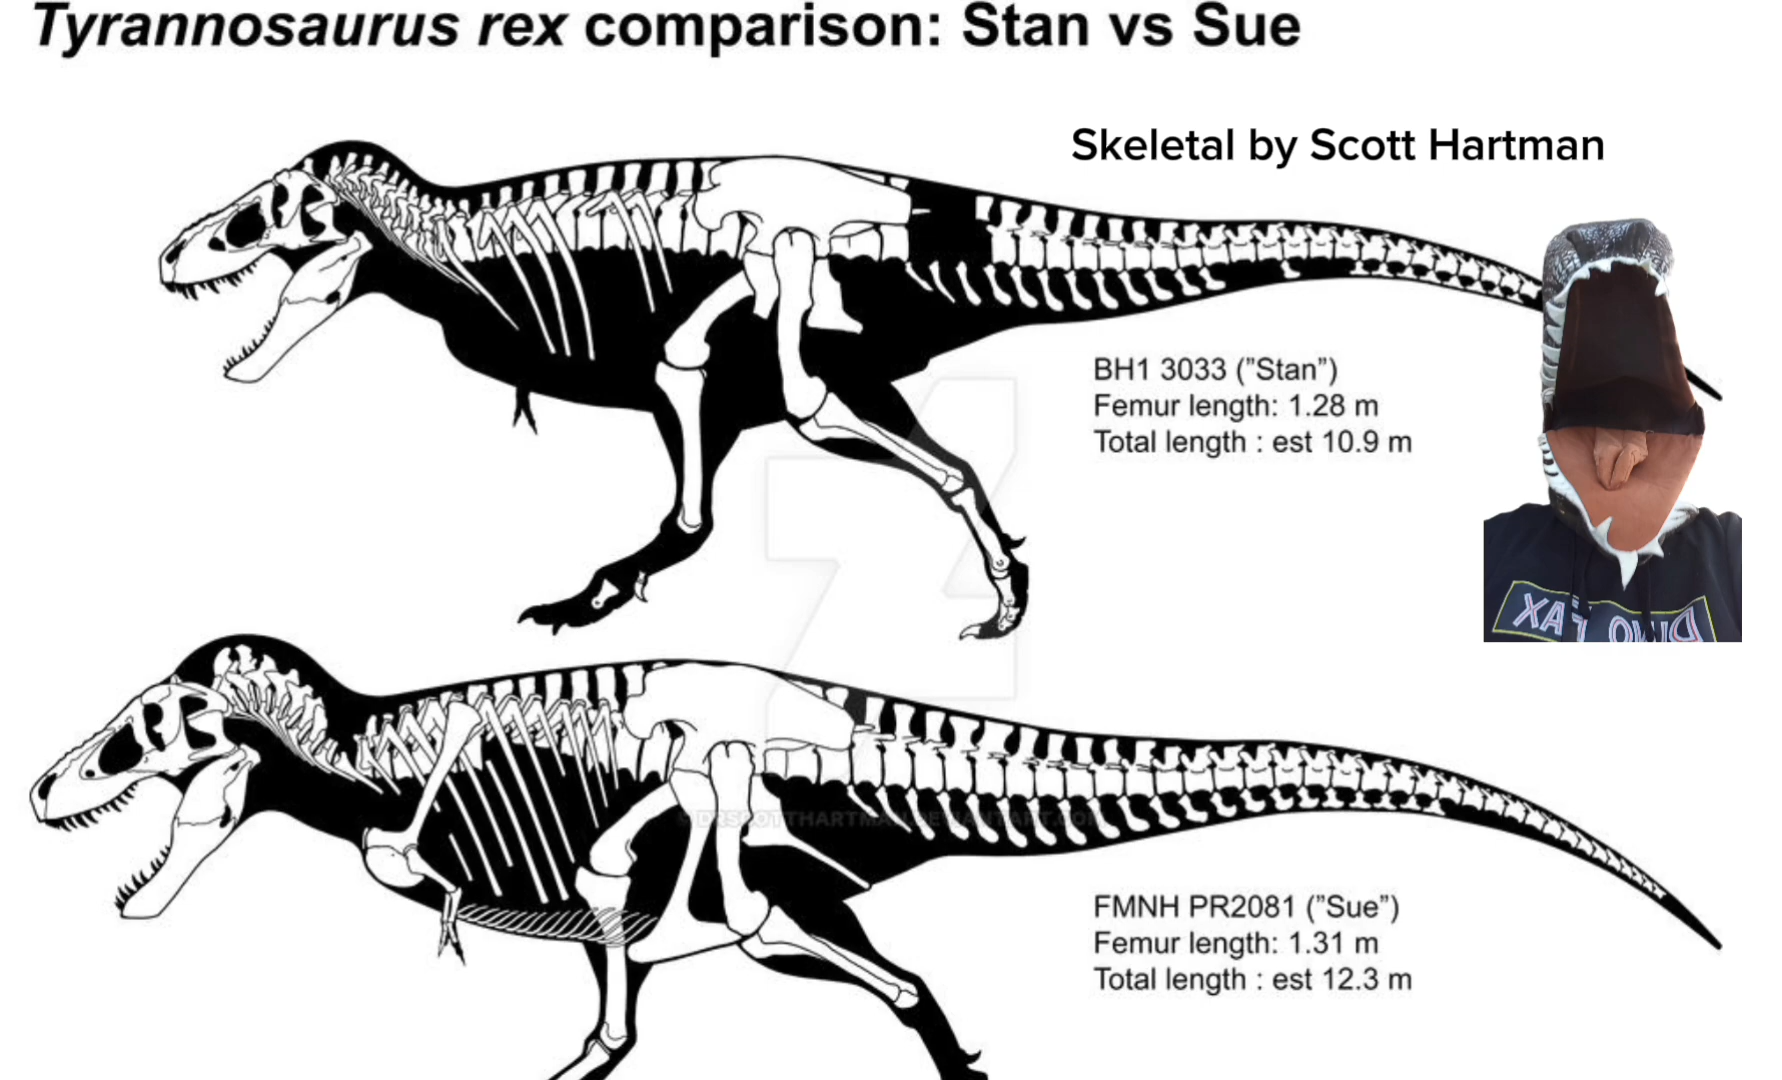 Tyrannosaurus rex comparison: Stan vs Sue
Skeletal by Scott Hartman
BH1 3033 ("Stan")
Femur length: 1.28 m
Total length : est 10.9 m
FMNH PR2081 ("Sue")
Femur length: 1.31 m
Total length : est 12.3 m